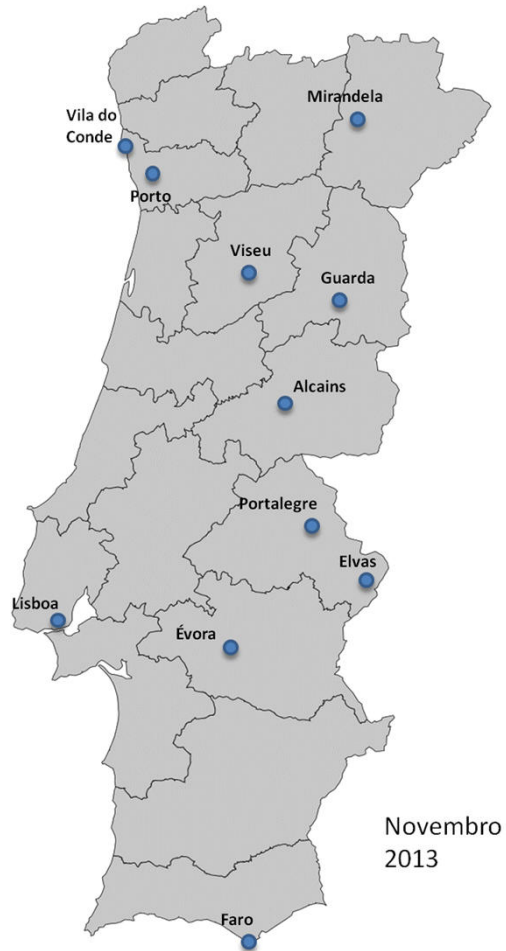 Mirandela
Vila do
Conde
Porto
Viseu
Guarda
Alcains
Portalegre
Elvas
Lisboa
Évora
Novembro
2013
Faro